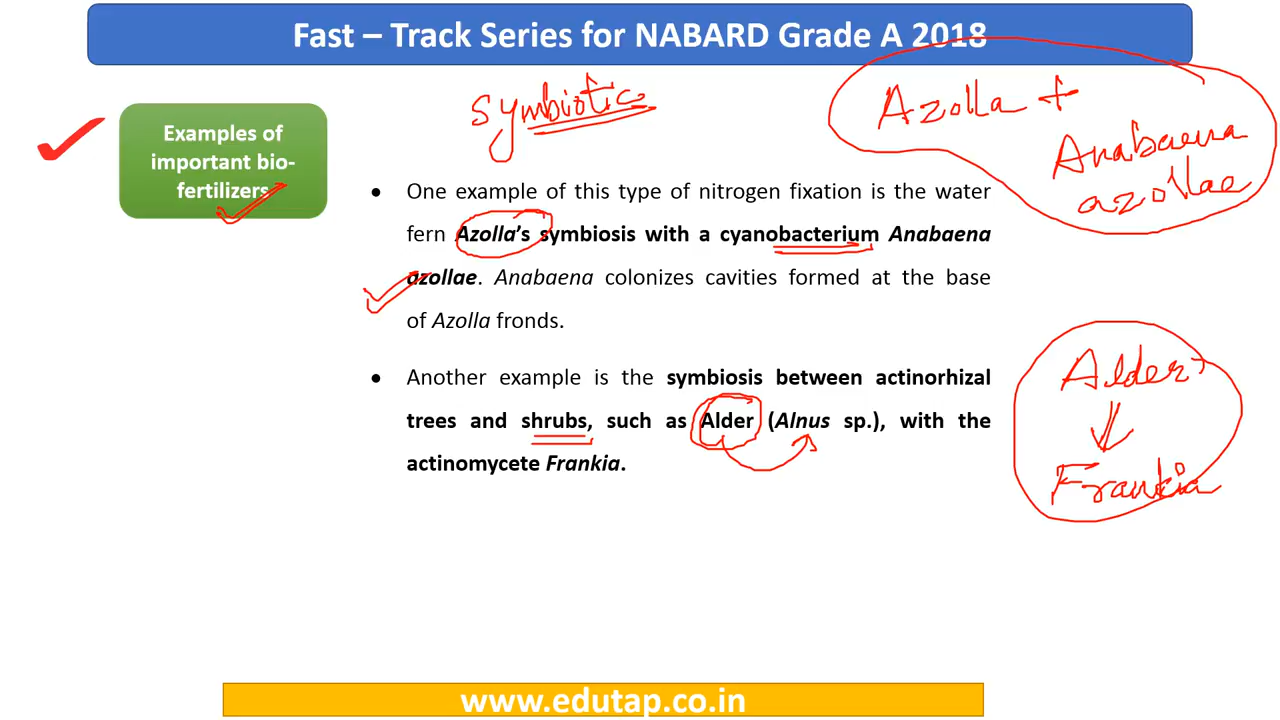 Fast – Track Series for NABARD Grade A 2018
Symbiotic
Azolla +
Anabaena
azollae
Examples of
important bio-
fertilizers
• One example of this type of nitrogen fixation is the water
fern Azolla's symbiosis with a cyanobacterium Anabaena
azollae. Anabaena colonizes cavities formed at the base
of Azolla fronds.
• Another example is the symbiosis between actinorhizal
trees and shrubs, such as Alder (Alnus sp.), with the
actinomycete Frankia.
Alder
Frankia
www.edutap.co.in